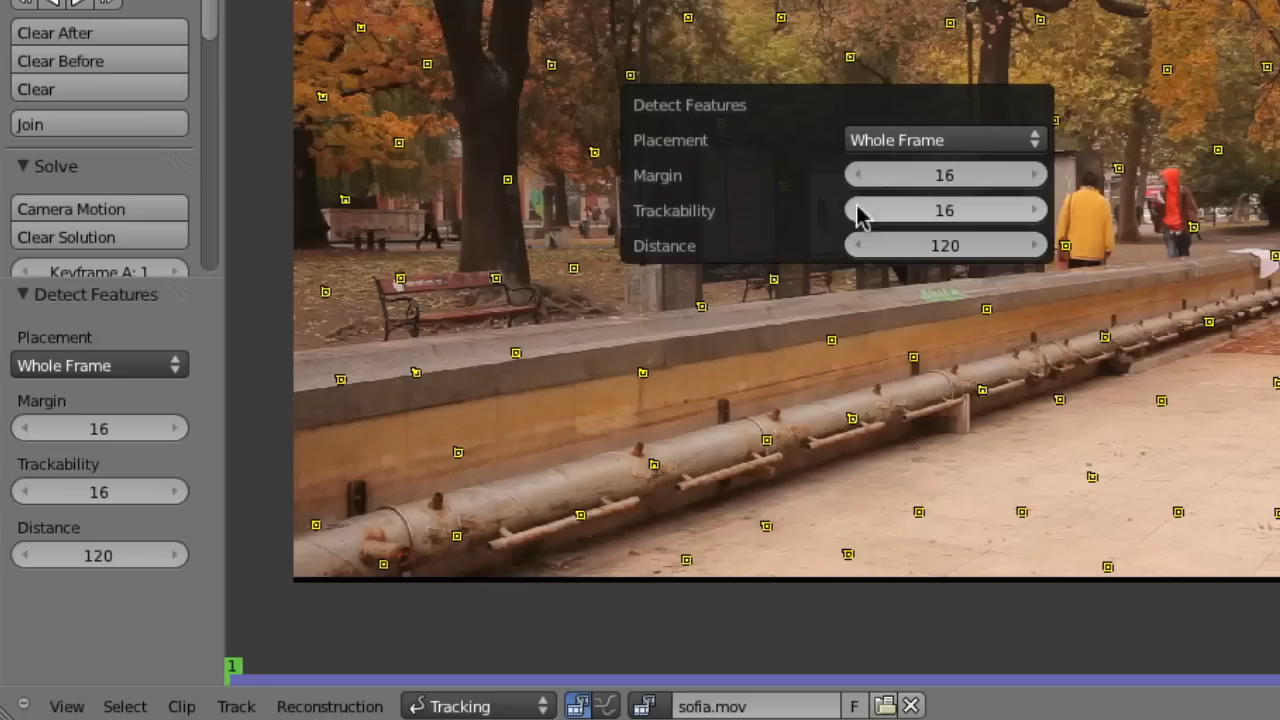 Clear After
Clear Before
Clear
Join
Solve
Camera Motion
Clear Solution
Keyframe A: 1
Detect Features
Placement
Whole Frame
Margin
16
Trackability
16
Distance
120
Detect Features
Placement Whole Frame
Margin 16
Trackability 16
Distance 120
1
View Select Clip Track Reconstruction Tracking sofia.mov F